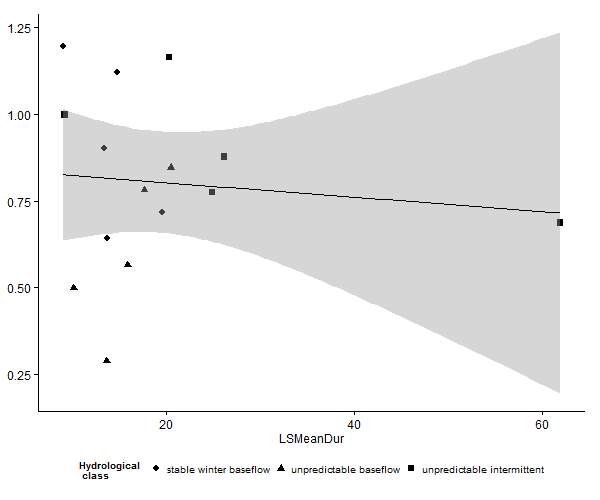 1.25
1.00
0.75
0.50
0.25
20 40 60
LSMeanDur
Hydrological
class
stable winter baseflow unpredictable baseflow unpredictable intermittent